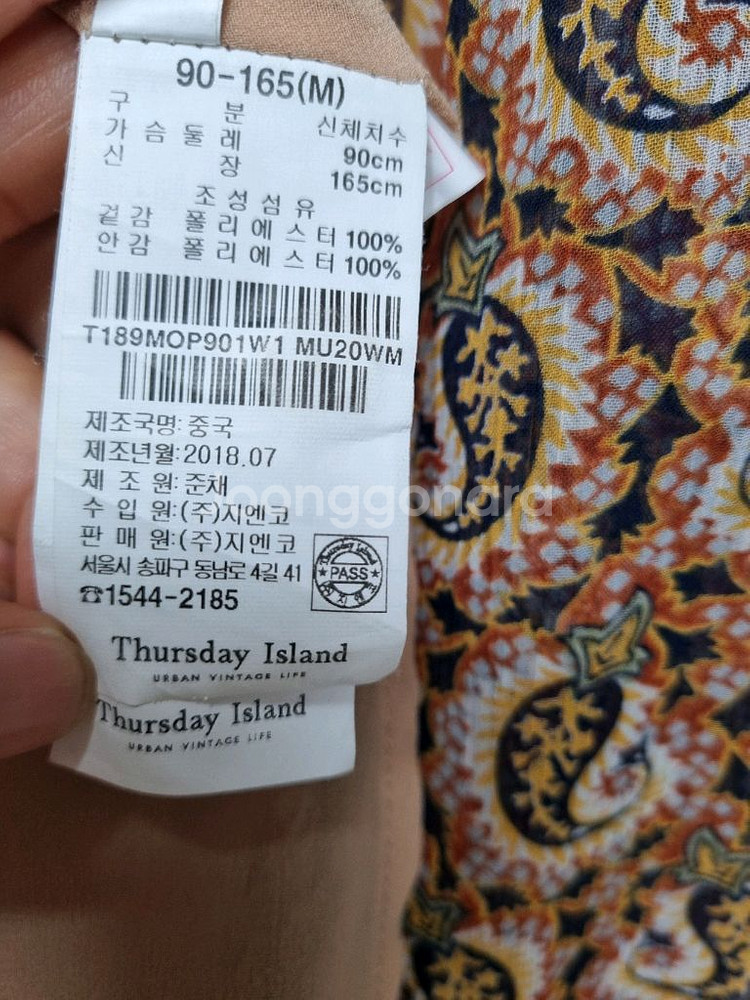 90-165(M)
구 분 신체치수
가 슴 둘 레 90cm
신 장 165cm
조 성 섬 유
겉 감 폴 리 에 스 터 100%
안 감 폴 리 에 스 터 100%
T189MOP901W1 MU20WM
제조국명: 중국
제조년월:2018.07
제 조 원: 준채
수 입 원:(주)지엔코
판 매 원:(주)지엔코
서울시 송파구 동남로 4길 41
☎1544-2185
Thursday Island
PASS
Thursday Island
URBAN VINTAGE LIFE
Thursday Island
URBAN VINTAGE LIFE
joonggonara